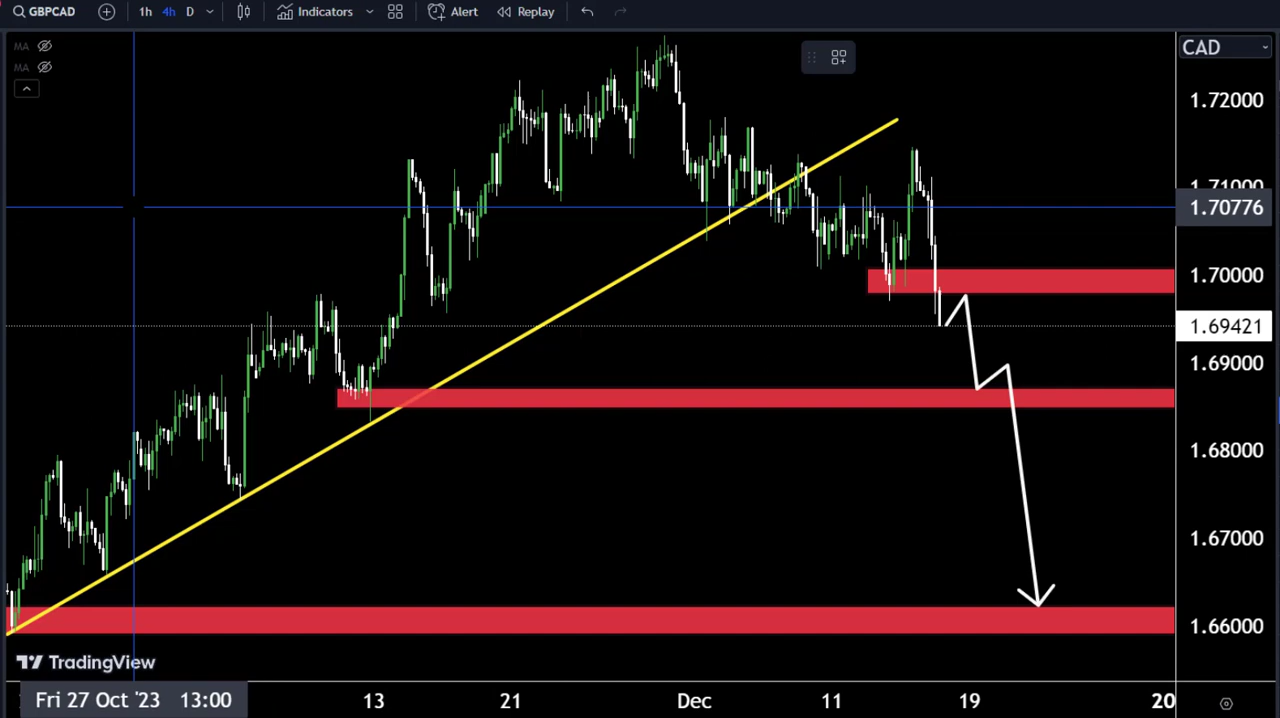 GBPCAD 1h 4h D Indicators Alert Replay
MA
MA
CAD
1.72000
1.71000
1.70776
1.70000
1.69421
1.69000
1.68000
1.67000
1.66000
TradingView
Fri 27 Oct '23 13:00 13 21 Dec 11 19 20